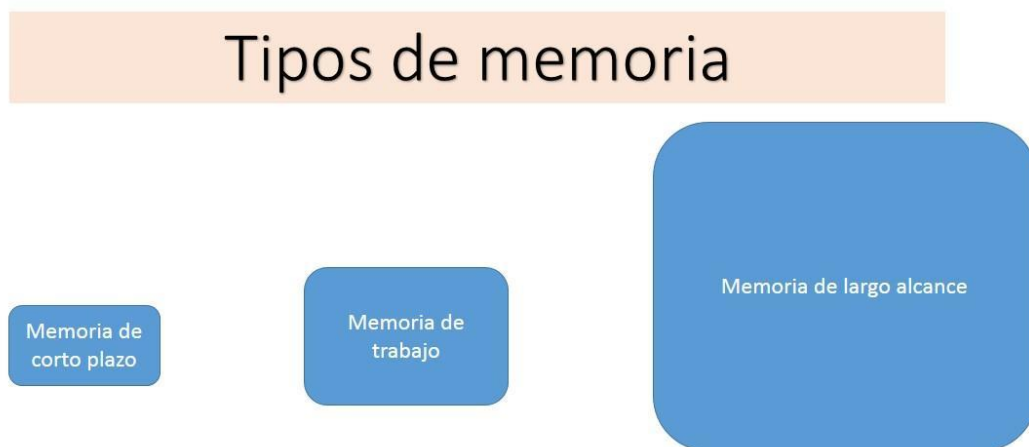 Tipos de memoria
Memoria de
corto plazo
Memoria de
trabajo
Memoria de largo alcance